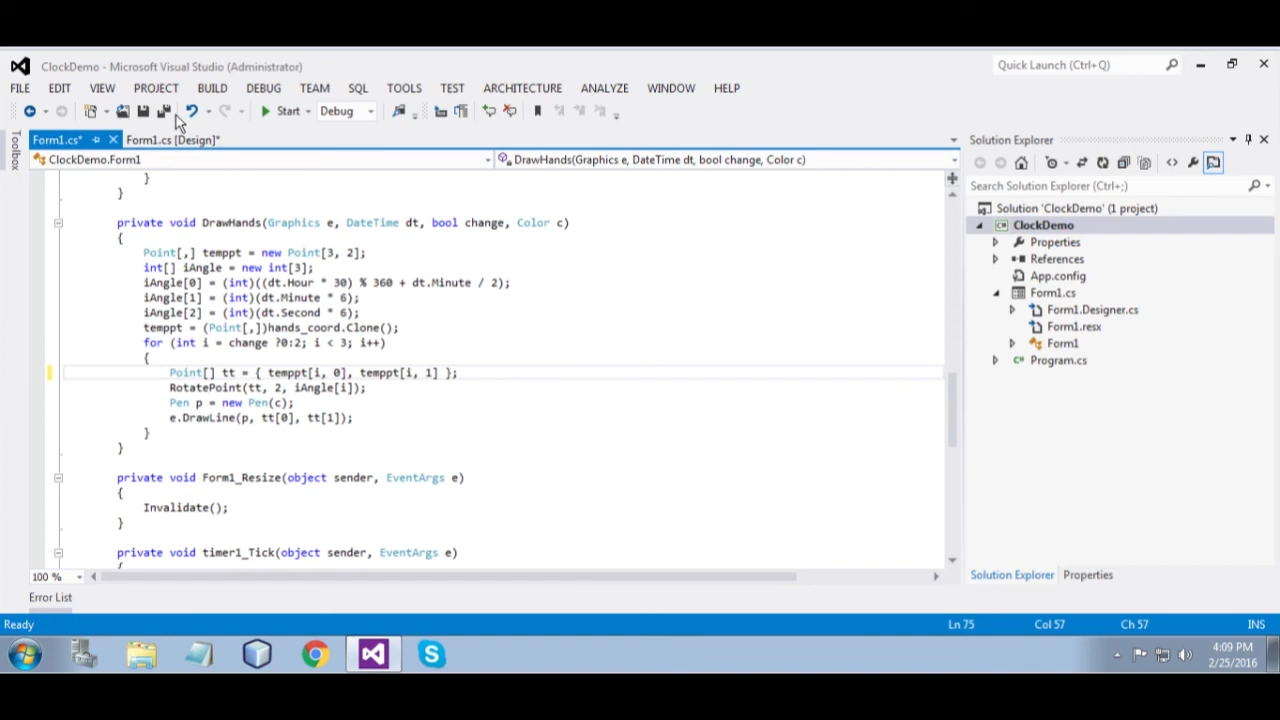 ClockDemo - Microsoft Visual Studio (Administrator)
Quick Launch (Ctrl+Q)
FILE EDIT VIEW PROJECT BUILD DEBUG TEAM SQL TOOLS TEST ARCHITECTURE ANALYZE WINDOW HELP
Start Debug
Toolbox
Form1.cs* Form1.cs [Design]*
ClockDemo.Form1 DrawHands(Graphics e, DateTime dt, bool change, Color c)
}
}
private void DrawHands(Graphics e, DateTime dt, bool change, Color c)
{
Point[,] temppt = new Point[3, 2];
int[] iAngle = new int[3];
iAngle[0] = (int)((dt.Hour * 30) % 360 + dt.Minute / 2);
iAngle[1] = (int)(dt.Minute * 6);
iAngle[2] = (int)(dt.Second * 6);
temppt = (Point[,])hands_coord.Clone();
for (int i = change ?0:2; i < 3; i++)
{
Point[] tt = { temppt[i, 0], temppt[i, 1] };
RotatePoint(tt, 2, iAngle[i]);
Pen p = new Pen(c);
e.DrawLine(p, tt[0], tt[1]);
}
}
private void Form1_Resize(object sender, EventArgs e)
{
Invalidate();
}
private void timer1_Tick(object sender, EventArgs e)
{
100 %
Error List
Solution Explorer
Search Solution Explorer (Ctrl+;)
Solution 'ClockDemo' (1 project)
ClockDemo
Properties
References
App.config
Form1.cs
Form1.Designer.cs
Form1.resx
Form1
Program.cs
Solution Explorer Properties
Ready Ln 75 Col 57 Ch 57 INS
4:09 PM
2/25/2016